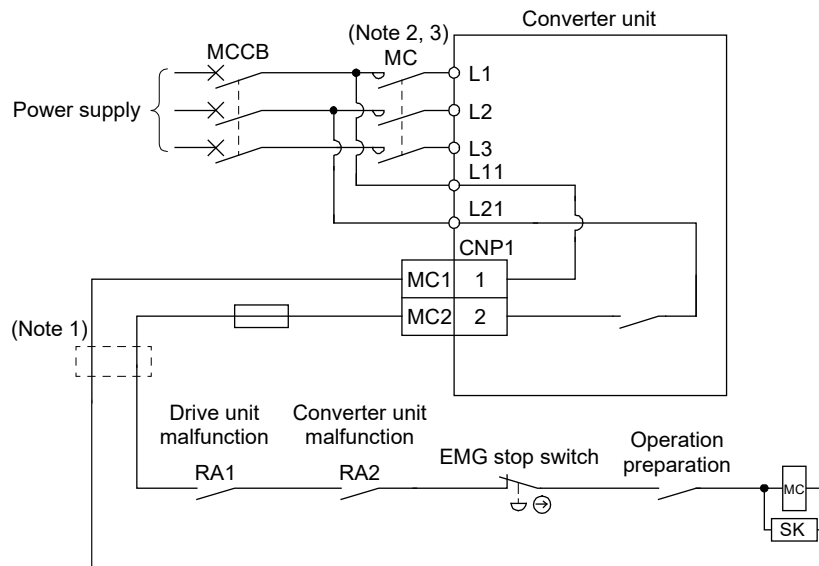 Converter unit
(Note 2, 3)
MCCB
MC
L1
Power supply
L2
L3
L11
L21
CNP1
MC1
1
MC2
2
(Note 1)
Drive unit
malfunction
Converter unit
malfunction
EMG stop switch
Operation
preparation
RA1
RA2
MC
SK